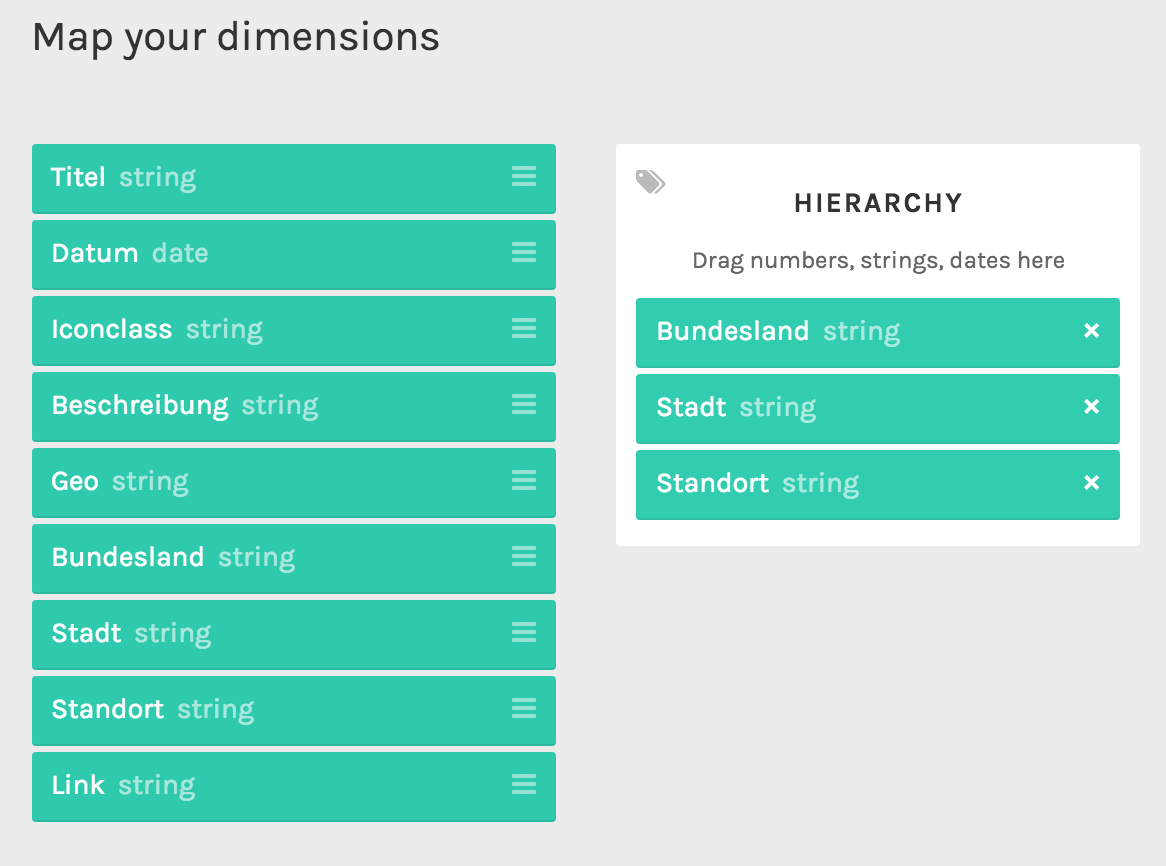 Map your dimensions
Titel string
Datum date
Iconclass string
Beschreibung string
Geo string
Bundesland string
Stadt string
Standort string
Link string
HIERARCHY
Drag numbers, strings, dates here
Bundesland string
Stadt string
Standort string